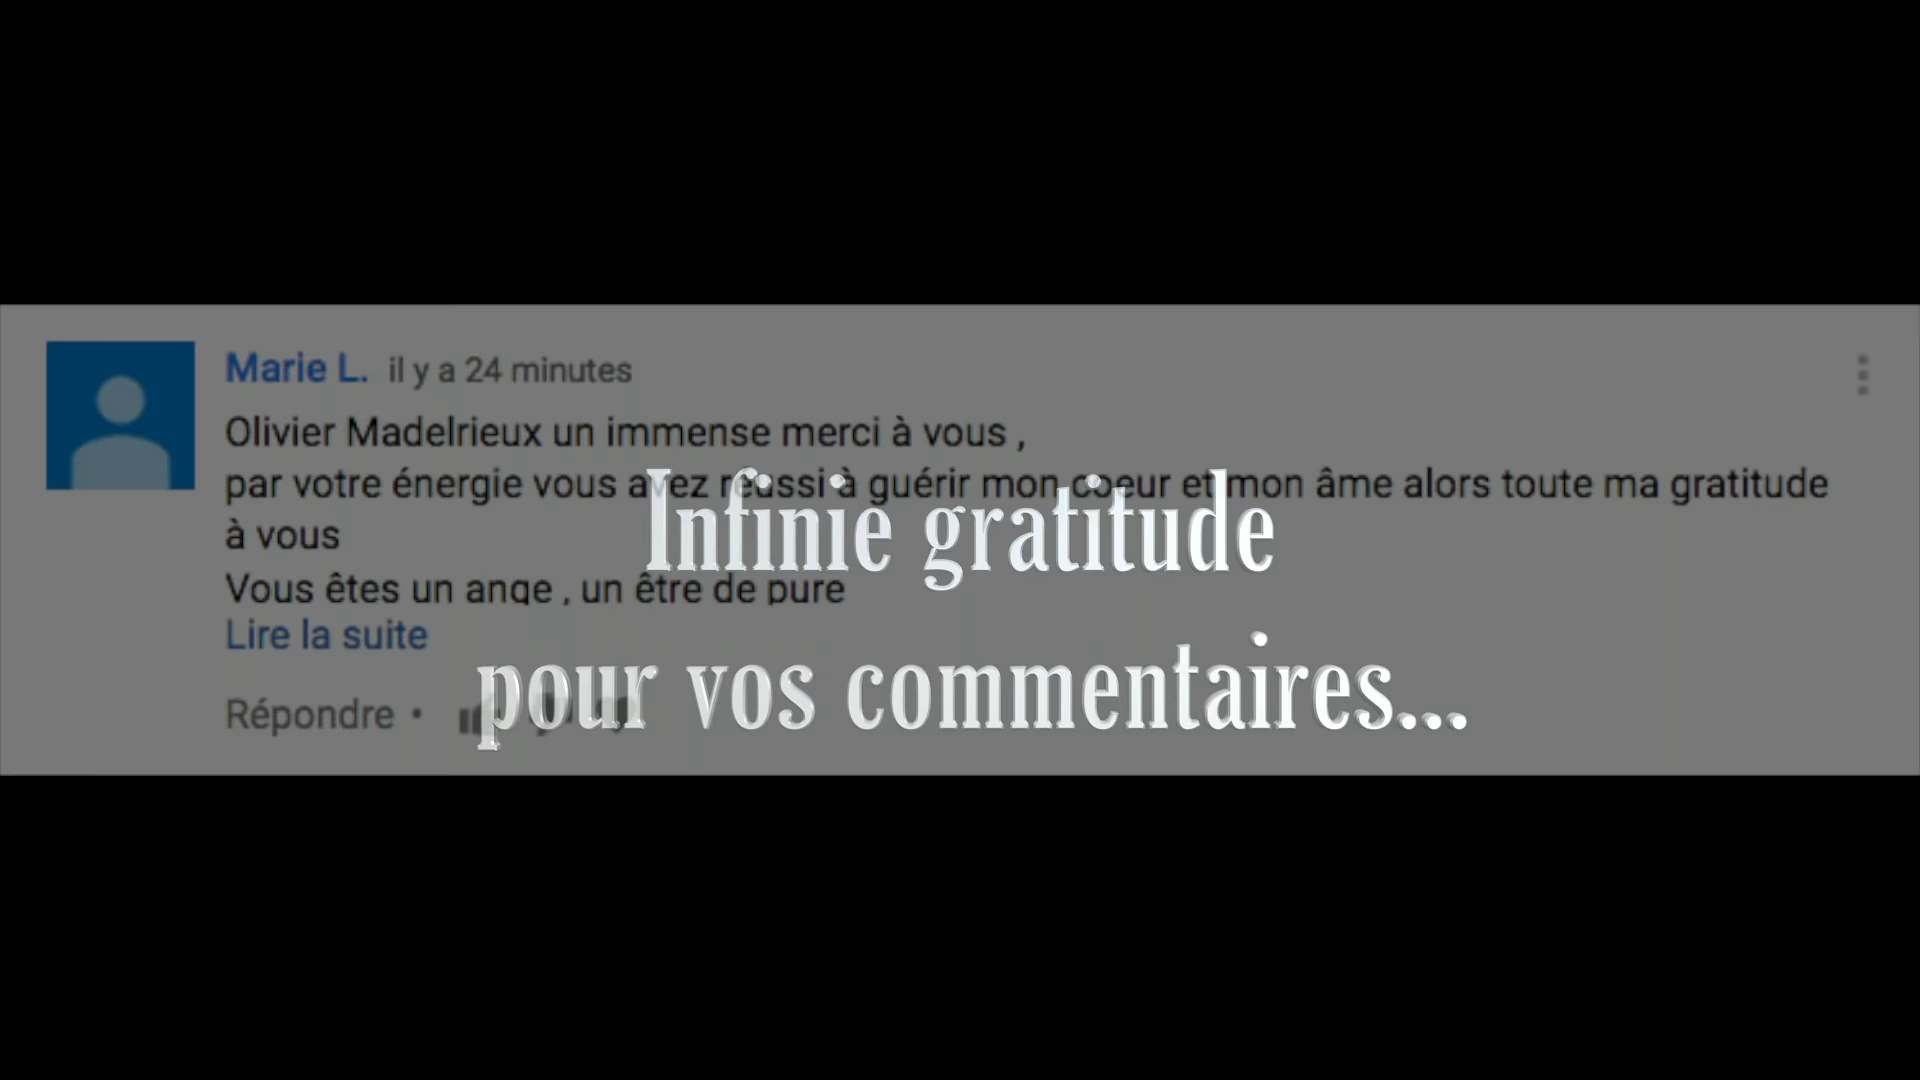 Marie L. il y a 24 minutes
Olivier Madelrieux un immense merci à vous ,
par votre énergie vous avez réussi à guérir mon coeur et mon âme alors toute ma gratitude
à vous
Vous êtes un ange , un être de pure
Lire la suite
Répondre •
Infinie gratitude
pour vos commentaires...